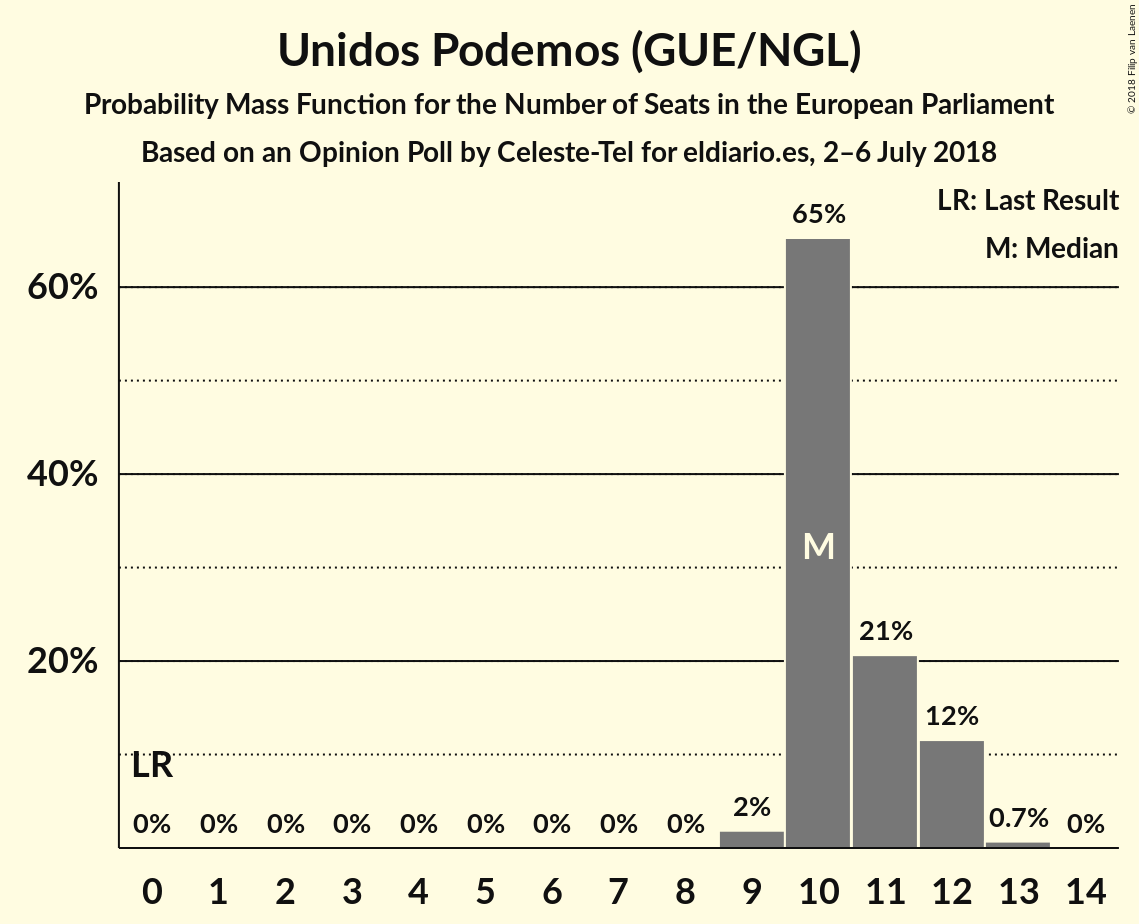 Unidos Podemos (GUE/NGL)
Probability Mass Function for the Number of Seats in the European Parliament
Based on an Opinion Poll by Celeste-Tel for eldiario.es, 2–6 July 2018
© 2018 Filip van Laenen
LR: Last Result
M: Median
65%
60%
40%
M
21%
20%
12%
LR
0% 0% 0% 0% 0% 0% 0% 0% 0% 2% 0.7% 0%
0 1 2 3 4 5 6 7 8 9 10 11 12 13 14